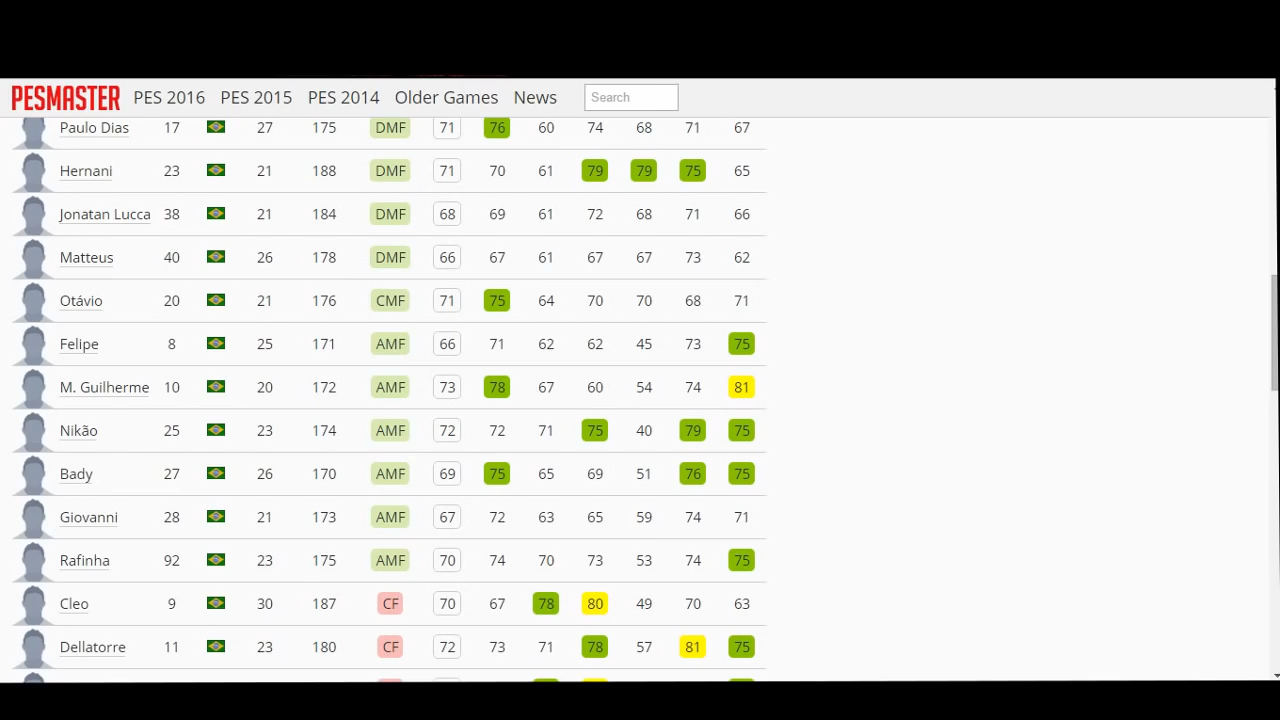 PESMASTER PES 2016 PES 2015 PES 2014 Older Games News Search
Paulo Dias 17 27 175 DMF 71 76 60 74 68 71 67
Hernani 23 21 188 DMF 71 70 61 79 79 75 65
Jonatan Lucca 38 21 184 DMF 68 69 61 72 68 71 66
Matteus 40 26 178 DMF 66 67 61 67 67 73 62
Otávio 20 21 176 CMF 71 75 64 70 70 68 71
Felipe 8 25 171 AMF 66 71 62 62 45 73 75
M. Guilherme 10 20 172 AMF 73 78 67 60 54 74 81
Nikão 25 23 174 AMF 72 72 71 75 40 79 75
Bady 27 26 170 AMF 69 75 65 69 51 76 75
Giovanni 28 21 173 AMF 67 72 63 65 59 74 71
Rafinha 92 23 175 AMF 70 74 70 73 53 74 75
Cleo 9 30 187 CF 70 67 78 80 49 70 63
Dellatorre 11 23 180 CF 72 73 71 78 57 81 75